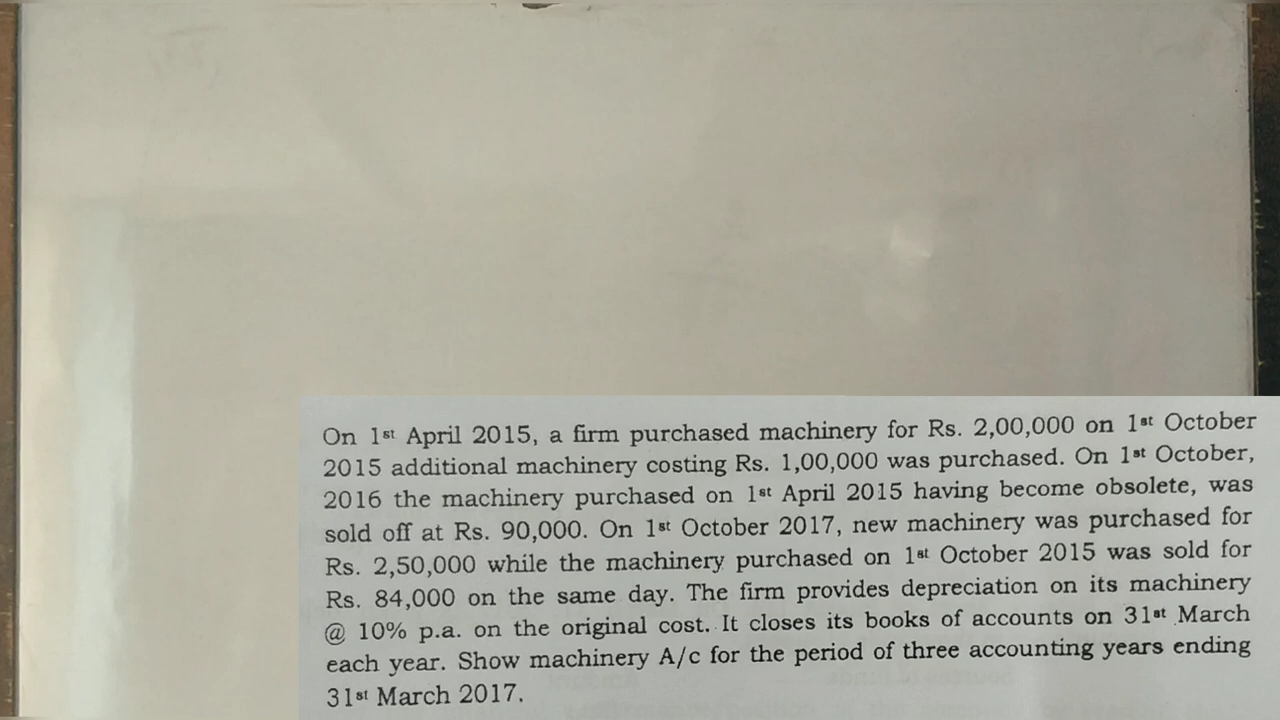 On 1st April 2015, a firm purchased machinery for Rs. 2,00,000 on 1st October
2015 additional machinery costing Rs. 1,00,000 was purchased. On 1st October,
2016 the machinery purchased on 1st April 2015 having become obsolete, was
sold off at Rs. 90,000. On 1st October 2017, new machinery was purchased for
Rs. 2,50,000 while the machinery purchased on 1st October 2015 was sold for
Rs. 84,000 on the same day. The firm provides depreciation on its machinery
@ 10% p.a. on the original cost. It closes its books of accounts on 31st March
each year. Show machinery A/c for the period of three accounting years ending
31st March 2017.